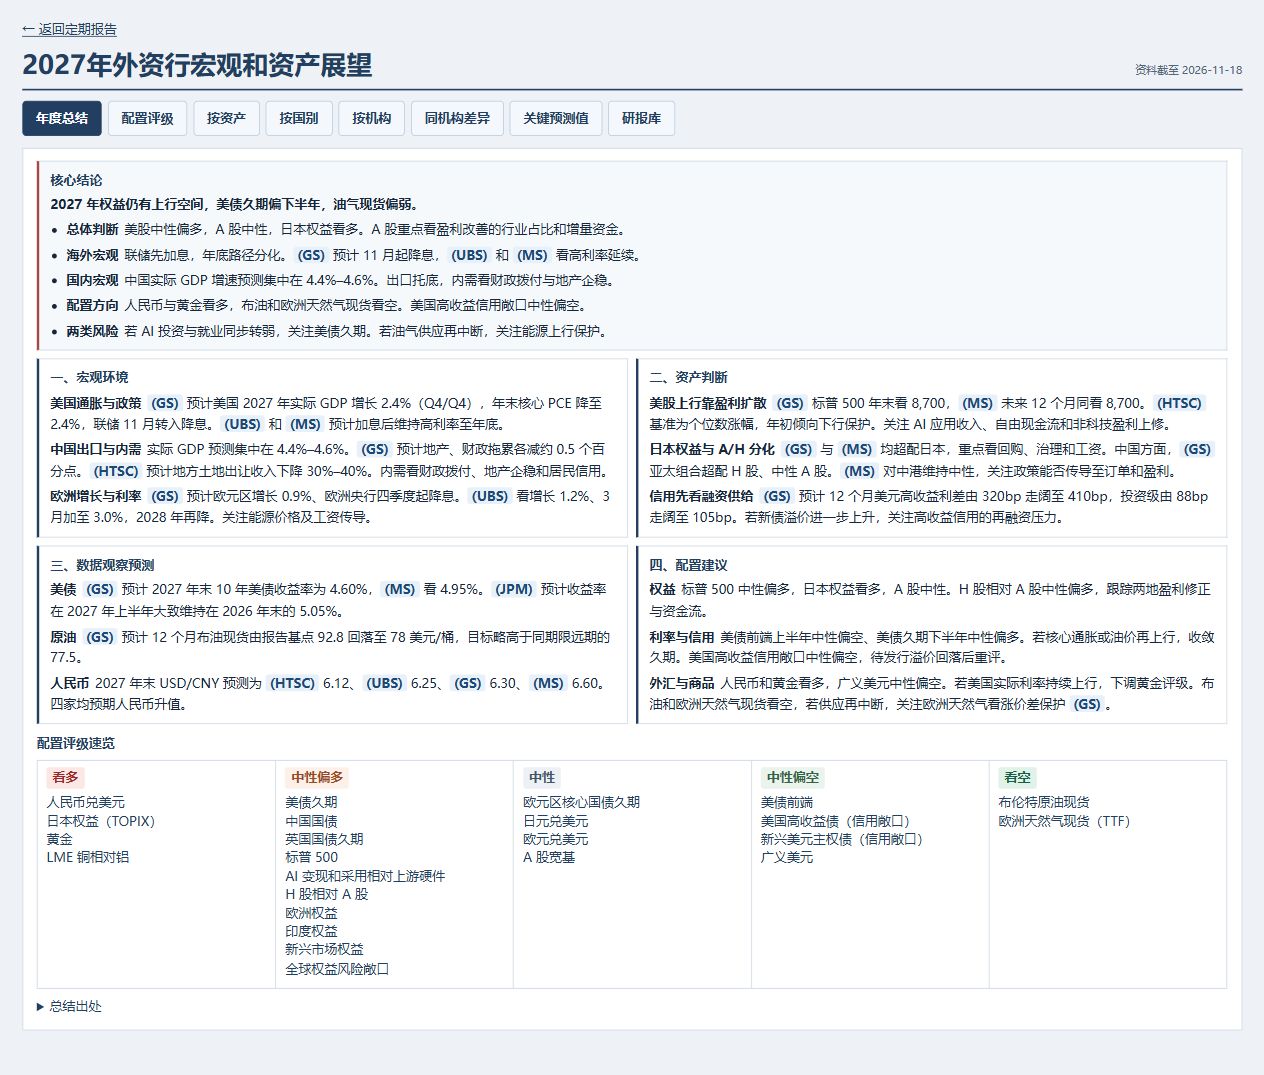 ← 返回定期报告
2027年外资行宏观和资产展望
资料截至 2026-11-18
年度总结
配置评级
按资产
按国别
按机构
同机构差异
关键预测值
研报库
核心结论
2027 年权益仍有上行空间，美债久期偏下半年，油气现货偏弱。
• 总体判断 美股中性偏多，A 股中性，日本权益看多。A 股重点看盈利改善的行业占比和增量资金。
• 海外宏观 联储先加息，年底路径分化。 (GS) 预计 11 月起降息， (UBS) 和 (MS) 看高利率延续。
• 国内宏观 中国实际 GDP 增速预测集中在 4.4%–4.6%。出口托底，内需看财政拨付与地产企稳。
• 配置方向 人民币与黄金看多，布油和欧洲天然气现货看空。美国高收益信用敞口中性偏空。
• 两类风险 若 AI 投资与就业同步转弱，关注美债久期。若油气供应再中断，关注能源上行保护。
一、宏观环境
美国通胀与政策 (GS) 预计美国 2027 年实际 GDP 增长 2.4%（Q4/Q4），年末核心 PCE 降至
2.4%，联储 11 月转入降息。 (UBS) 和 (MS) 预计加息后维持高利率至年底。
中国出口与内需 实际 GDP 预测集中在 4.4%–4.6%。 (GS) 预计地产、财政拖累各减约 0.5 个百
分点。 (HTSC) 预计地方土地出让收入下降 30%–40%。内需看财政拨付、地产企稳和居民信用。
欧洲增长与利率 (GS) 预计欧元区增长 0.9%、欧洲央行四季度起降息。 (UBS) 看增长 1.2%、3
月加至 3.0%，2028 年再降。关注能源价格及工资传导。
二、资产判断
美股上行靠盈利扩散 (GS) 标普 500 年末看 8,700， (MS) 未来 12 个月同看 8,700。 (HTSC)
基准为个位数涨幅，年初倾向下行保护。关注 AI 应用收入、自由现金流和非科技盈利上修。
日本权益与 A/H 分化 (GS) 与 (MS) 均超配日本，重点看回购、治理和工资。中国方面， (GS)
亚太组合超配 H 股、中性 A 股。 (MS) 对中港维持中性，关注政策能否传导至订单和盈利。
信用先看融资供给 (GS) 预计 12 个月美元高收益利差由 320bp 走阔至 410bp，投资级由 88bp
走阔至 105bp。若新债溢价进一步上升，关注高收益信用的再融资压力。
三、数据观察预测
美债 (GS) 预计 2027 年末 10 年美债收益率为 4.60%， (MS) 看 4.95%。 (JPM) 预计收益率
在 2027 年上半年大致维持在 2026 年末的 5.05%。
原油 (GS) 预计 12 个月布油现货由报告基点 92.8 回落至 78 美元/桶，目标略高于同期限远期的
77.5。
人民币 2027 年末 USD/CNY 预测为 (HTSC) 6.12、 (UBS) 6.25、 (GS) 6.30、 (MS) 6.60。
四家均预期人民币升值。
四、配置建议
权益 标普 500 中性偏多，日本权益看多，A 股中性。H 股相对 A 股中性偏多，跟踪两地盈利修正
与资金流。
利率与信用 美债前端上半年中性偏空、美债久期下半年中性偏多。若核心通胀或油价再上行，收敛
久期。美国高收益信用敞口中性偏空，待发行溢价回落后重评。
外汇与商品 人民币和黄金看多，广义美元中性偏空。若美国实际利率持续上行，下调黄金评级。布
油和欧洲天然气现货看空，若供应再中断，关注欧洲天然气看涨价差保护 (GS) 。
配置评级速览
看多
人民币兑美元
日本权益（TOPIX）
黄金
LME 铜相对铝
中性偏多
美债久期
中国国债
英国国债久期
标普 500
AI 变现和采用相对上游硬件
H 股相对 A 股
欧洲权益
印度权益
新兴市场权益
全球权益风险敞口
中性
欧元区核心国债久期
日元兑美元
欧元兑美元
A 股宽基
中性偏空
美债前端
美国高收益债（信用敞口）
新兴美元主权债（信用敞口）
广义美元
看空
布伦特原油现货
欧洲天然气现货（TTF）
▶ 总结出处